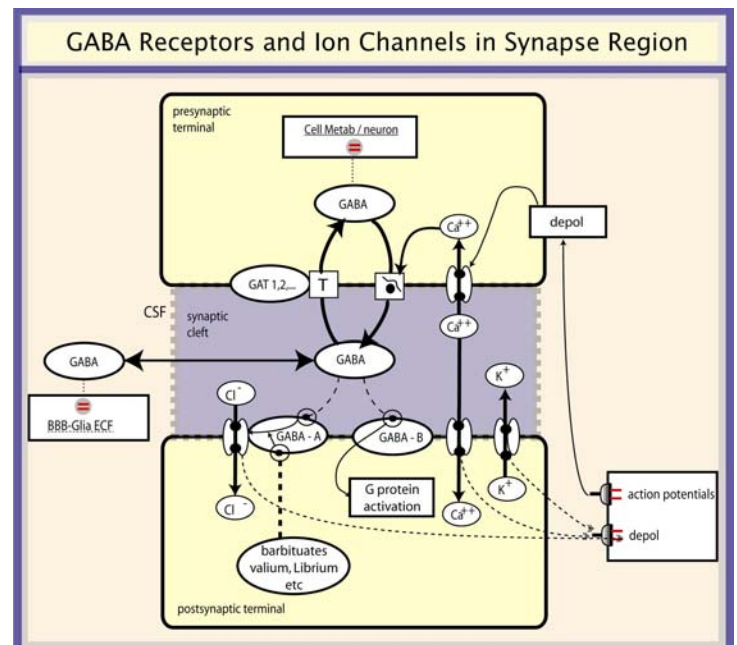 GABA Receptors and Ion Channels in Synapse Region
presynaptic
terminal
Cell Metab / neuron
GABA
Ca++
depol
GAT 1,2,...
T
CSF
synaptic
cleft
Ca++
GABA
GABA
K+
Cl-
BBB-Glia ECF
GABA - A
GABA - B
G protein
activation
K+
Cl -
Ca++
action potentials
depol
barbituates
valium, Librium
etc
postsynaptic terminal